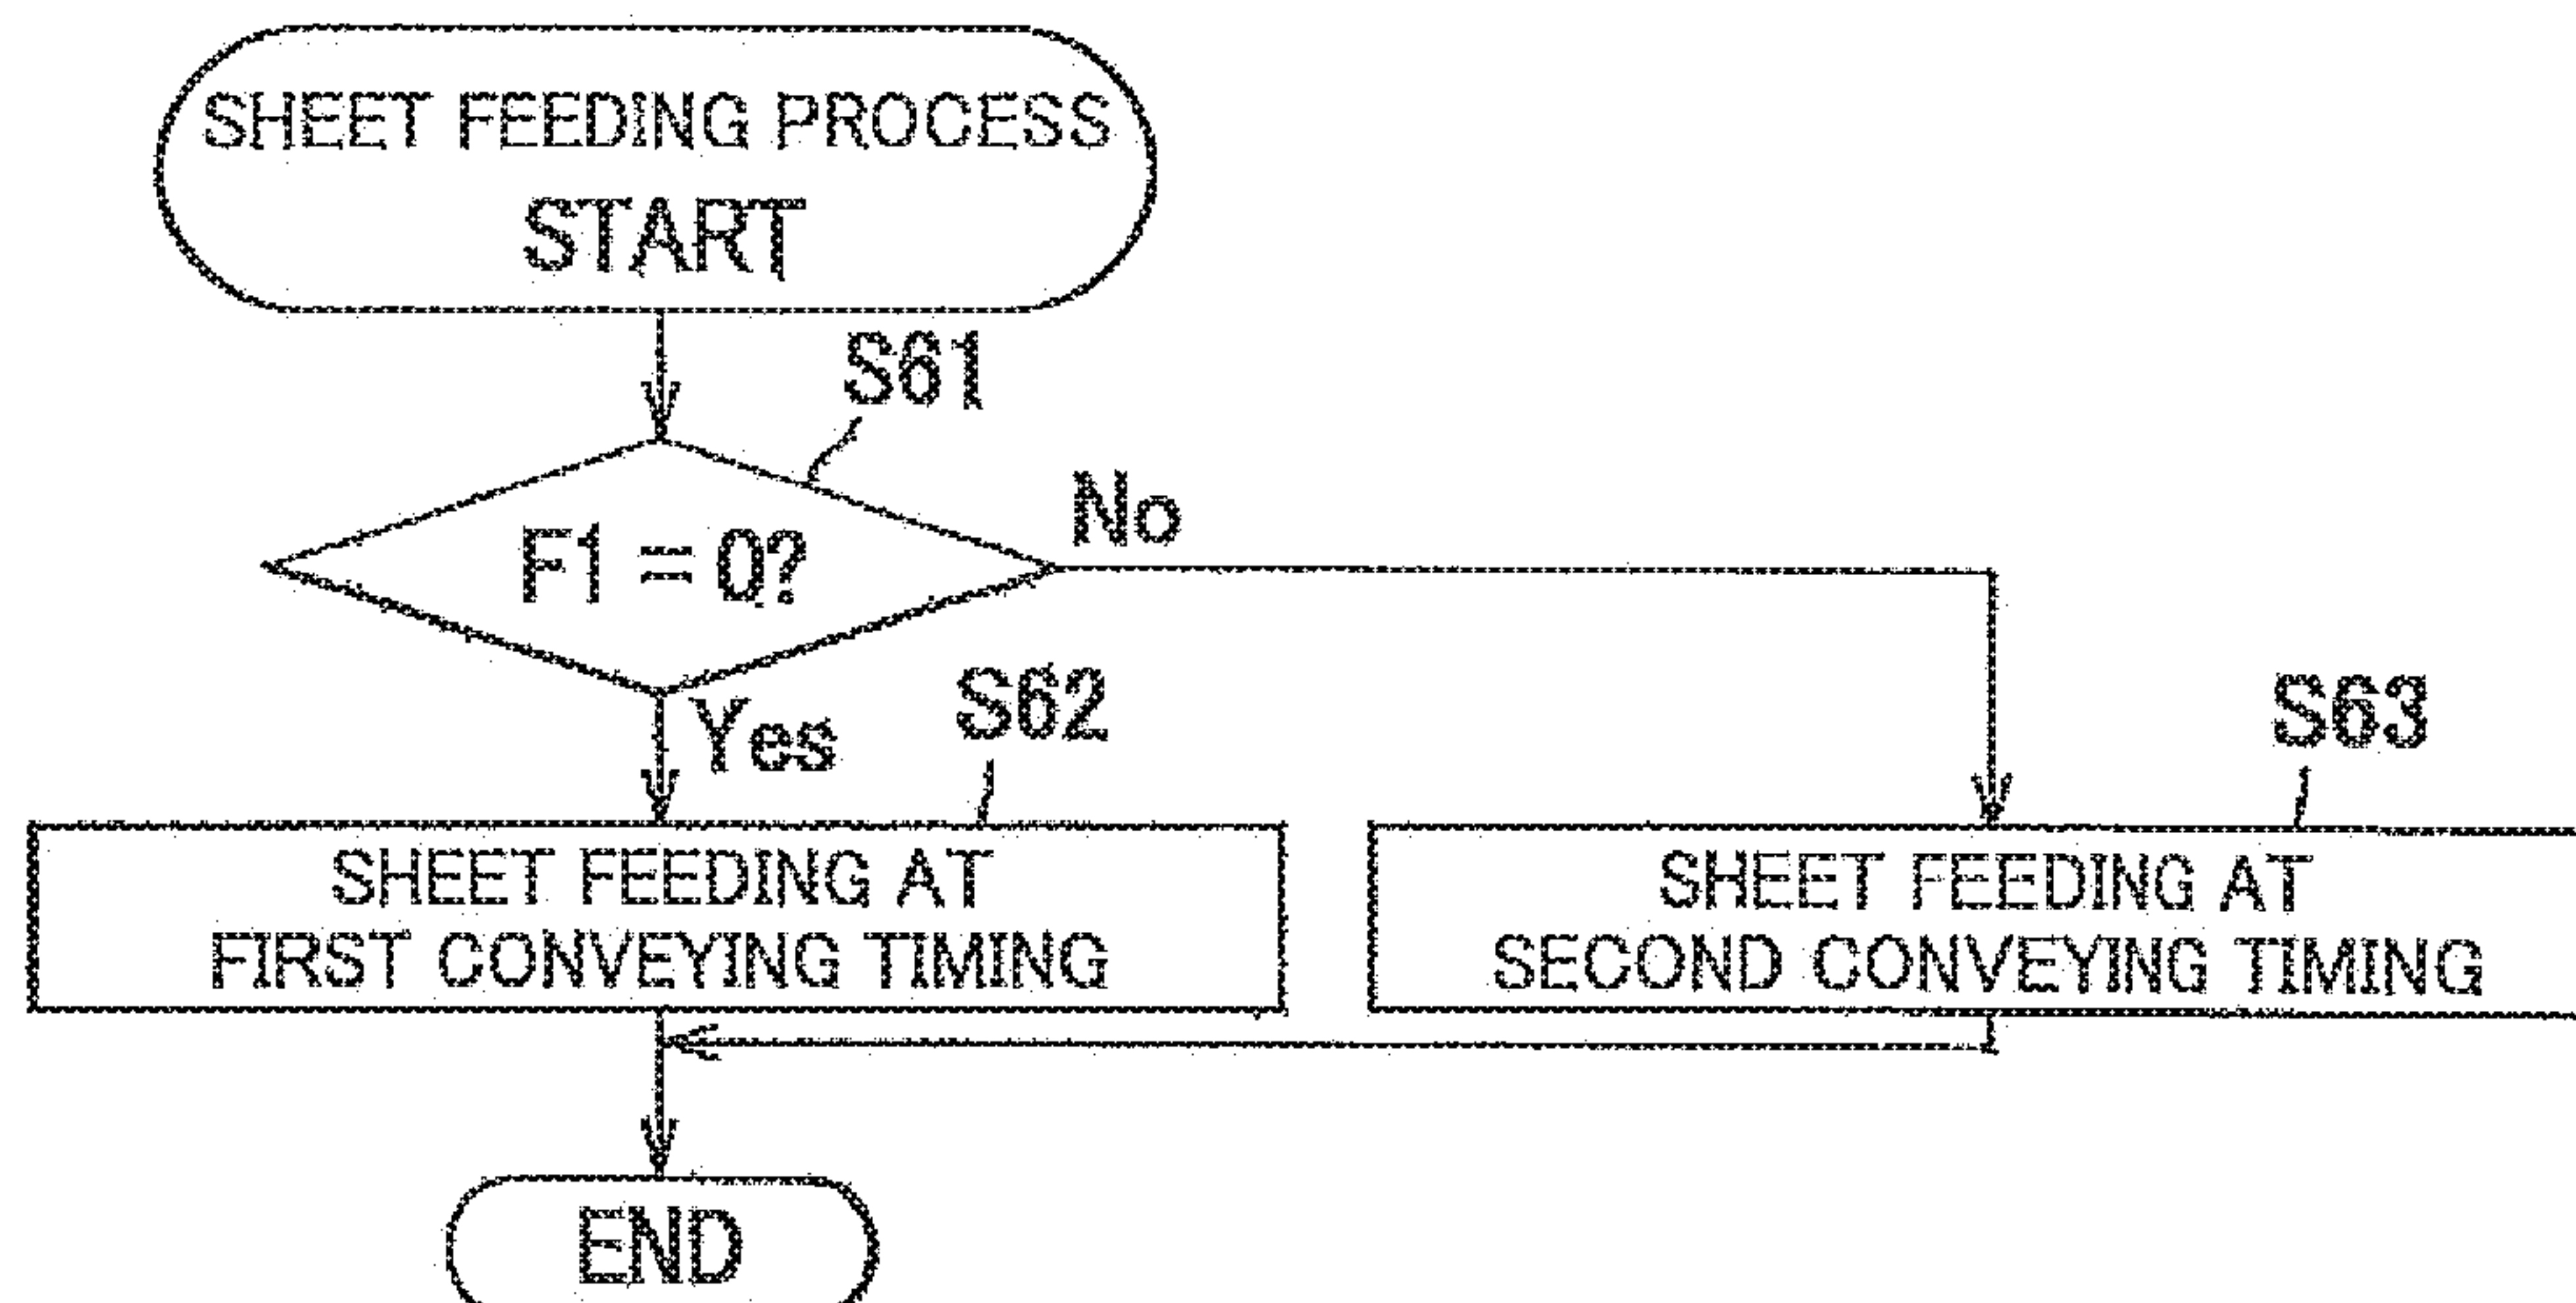 SHEET FEEDING PROCESS
START
S61
F1 = 0?
No
Yes
S62
S63
SHEET FEEDING AT
FIRST CONVEYING TIMING
SHEET FEEDING AT
SECOND CONVEYING TIMING
END